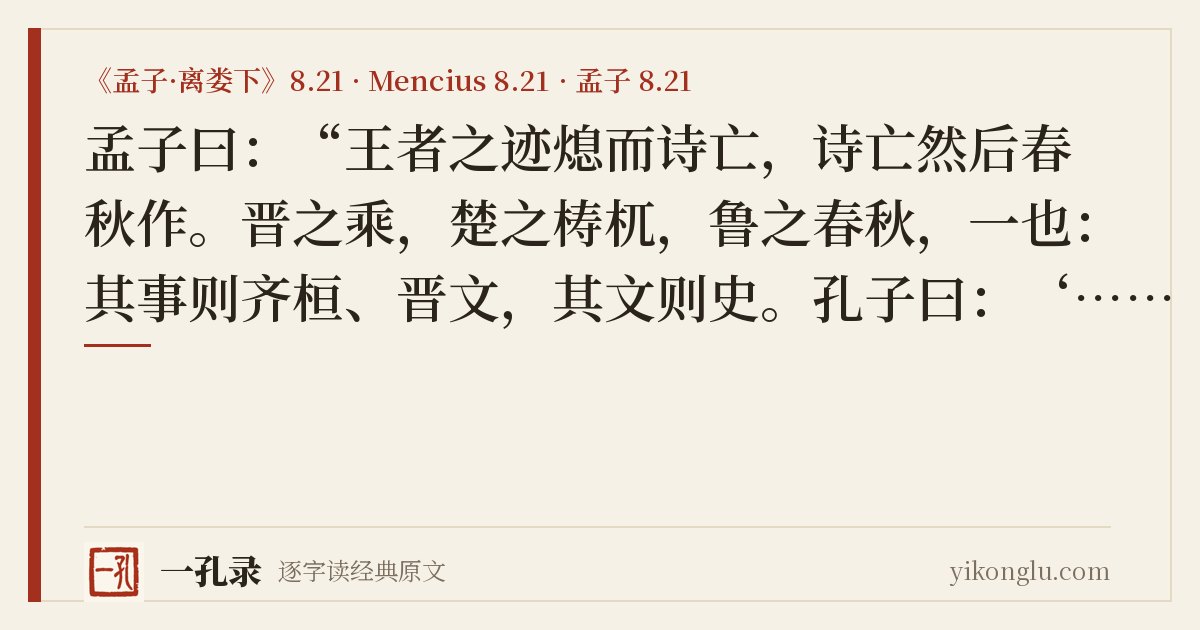 《孟子·离娄下》8.21 · Mencius 8.21 · 孟子 8.21
孟子曰：“王者之迹熄而诗亡，诗亡然后春
秋作。晋之乘，楚之梼杌，鲁之春秋，一也：
其事则齐桓、晋文，其文则史。孔子曰：‘……
一孔
一孔录 逐字读经典原文
yikonglu.com